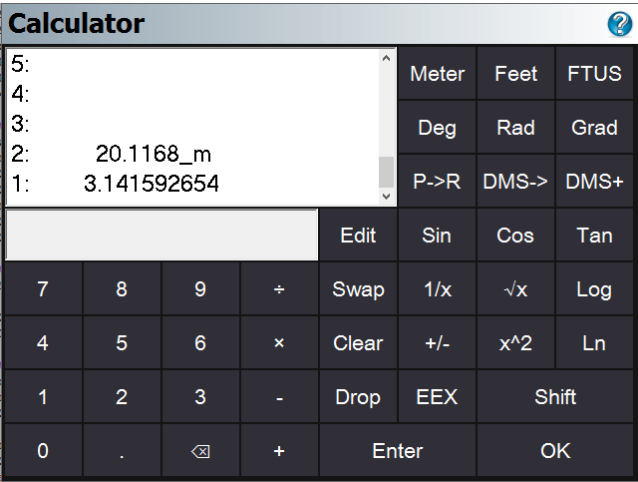 Calculator
5:
4:
3:
2: 20.1168_m
1: 3.141592654
Meter Feet FTUS
Deg Rad Grad
P->R DMS-> DMS+
Edit Sin Cos Tan
7 8 9 ÷ Swap 1/x √x Log
4 5 6 × Clear +/- x^2 Ln
1 2 3 - Drop EEX Shift
0 . ⌫ + Enter OK